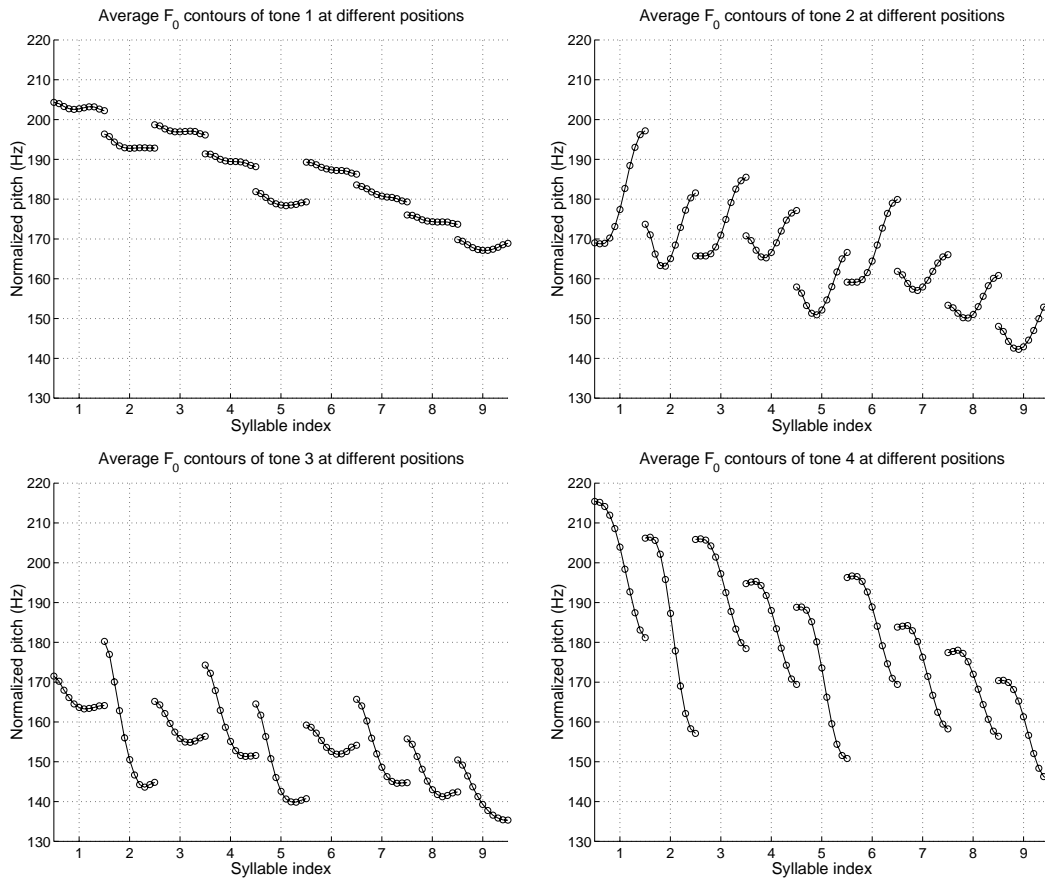 Average F0 contours of tone 1 at different positions
220
210
200
190
180
170
160
150
140
130
Normalized pitch (Hz)
1 2 3 4 5 6 7 8 9
Syllable index
Average F0 contours of tone 2 at different positions
220
210
200
190
180
170
160
150
140
130
Normalized pitch (Hz)
1 2 3 4 5 6 7 8 9
Syllable index
Average F0 contours of tone 3 at different positions
220
210
200
190
180
170
160
150
140
130
Normalized pitch (Hz)
1 2 3 4 5 6 7 8 9
Syllable index
Average F0 contours of tone 4 at different positions
220
210
200
190
180
170
160
150
140
130
Normalized pitch (Hz)
1 2 3 4 5 6 7 8 9
Syllable index